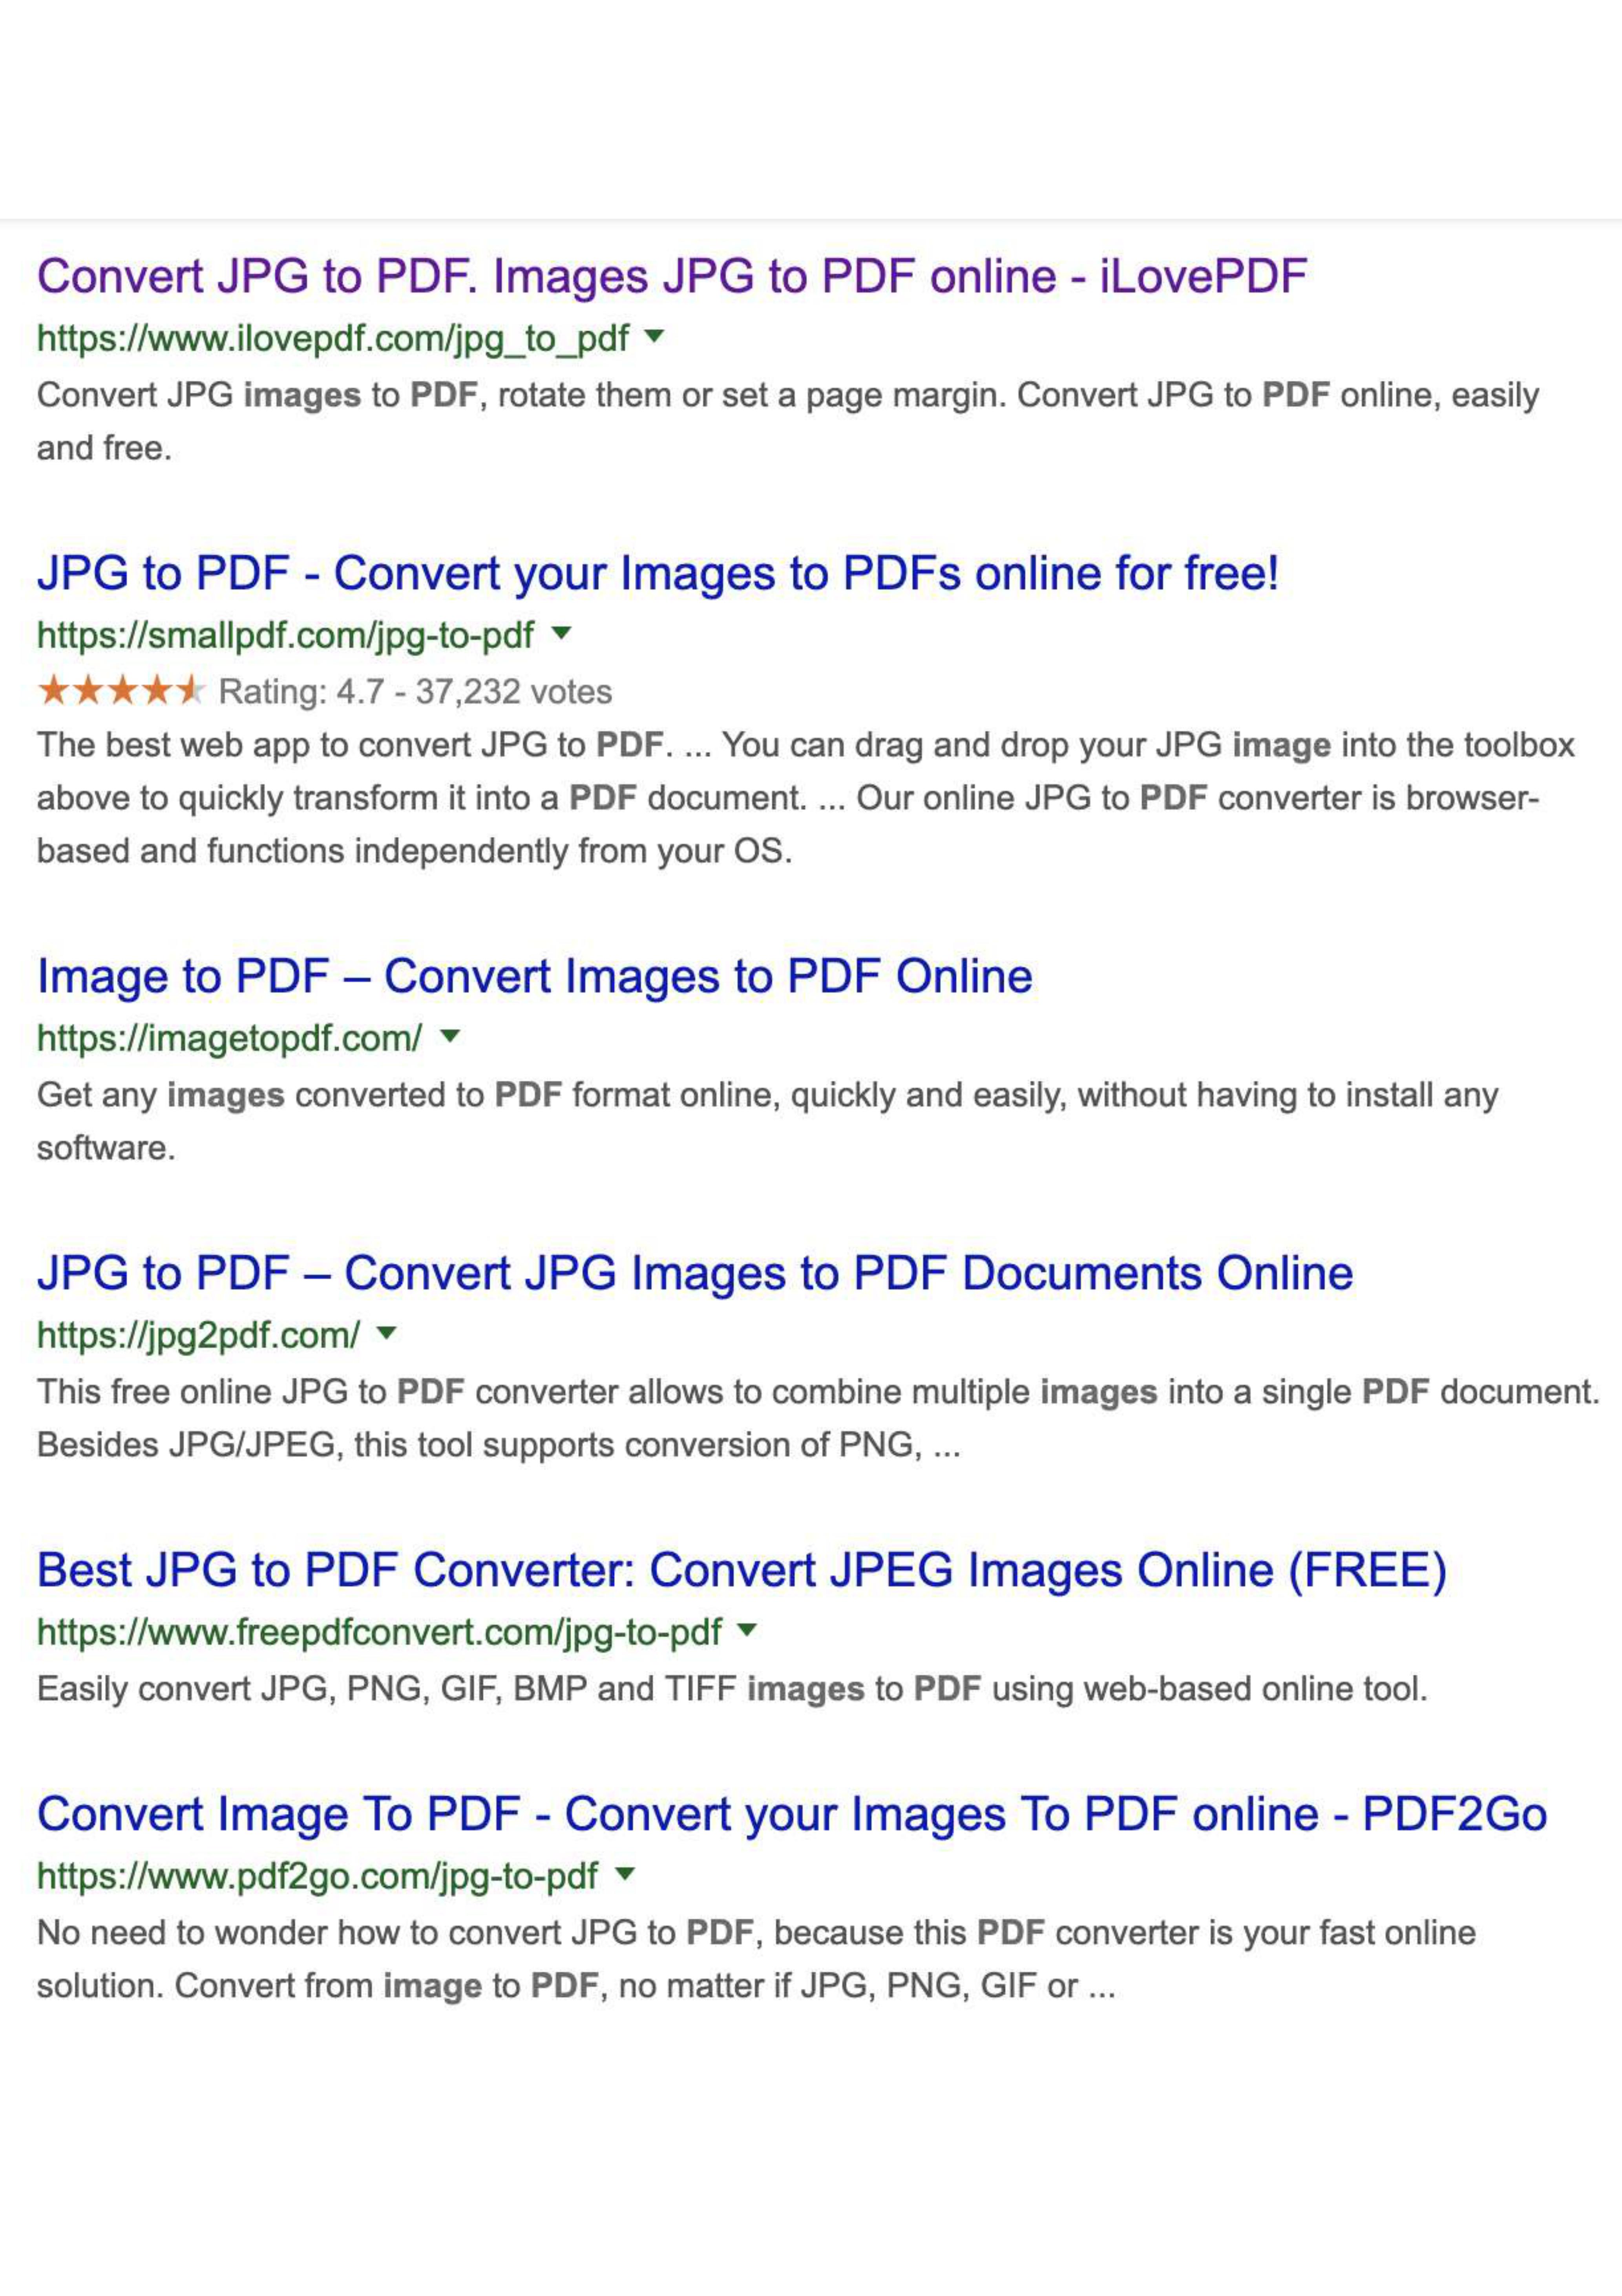 Convert JPG to PDF. Images JPG to PDF online - iLovePDF
https://www.ilovepdf.com/jpg_to_pdf
Convert JPG images to PDF, rotate them or set a page margin. Convert JPG to PDF online, easily
and free.
JPG to PDF - Convert your Images to PDFs online for free!
https://smallpdf.com/jpg-to-pdf
Rating: 4.7 - 37,232 votes
The best web app to convert JPG to PDF. ... You can drag and drop your JPG image into the toolbox
above to quickly transform it into a PDF document. ... Our online JPG to PDF converter is browser-
based and functions independently from your OS.
Image to PDF – Convert Images to PDF Online
https://imagetopdf.com/
Get any images converted to PDF format online, quickly and easily, without having to install any
software.
JPG to PDF – Convert JPG Images to PDF Documents Online
https://jpg2pdf.com/
This free online JPG to PDF converter allows to combine multiple images into a single PDF document.
Besides JPG/JPEG, this tool supports conversion of PNG, ...
Best JPG to PDF Converter: Convert JPEG Images Online (FREE)
https://www.freepdfconvert.com/jpg-to-pdf
Easily convert JPG, PNG, GIF, BMP and TIFF images to PDF using web-based online tool.
Convert Image To PDF - Convert your Images To PDF online - PDF2Go
https://www.pdf2go.com/jpg-to-pdf
No need to wonder how to convert JPG to PDF, because this PDF converter is your fast online
solution. Convert from image to PDF, no matter if JPG, PNG, GIF or ...